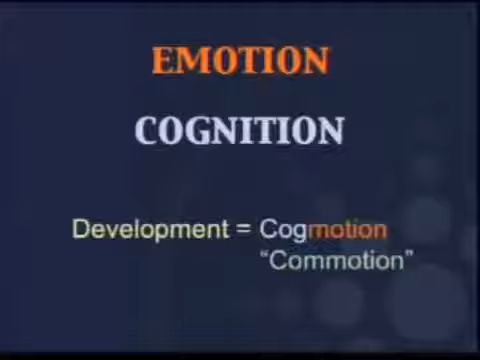 EMOTION
COGNITION
Development = Cogmotion
“Commotion”